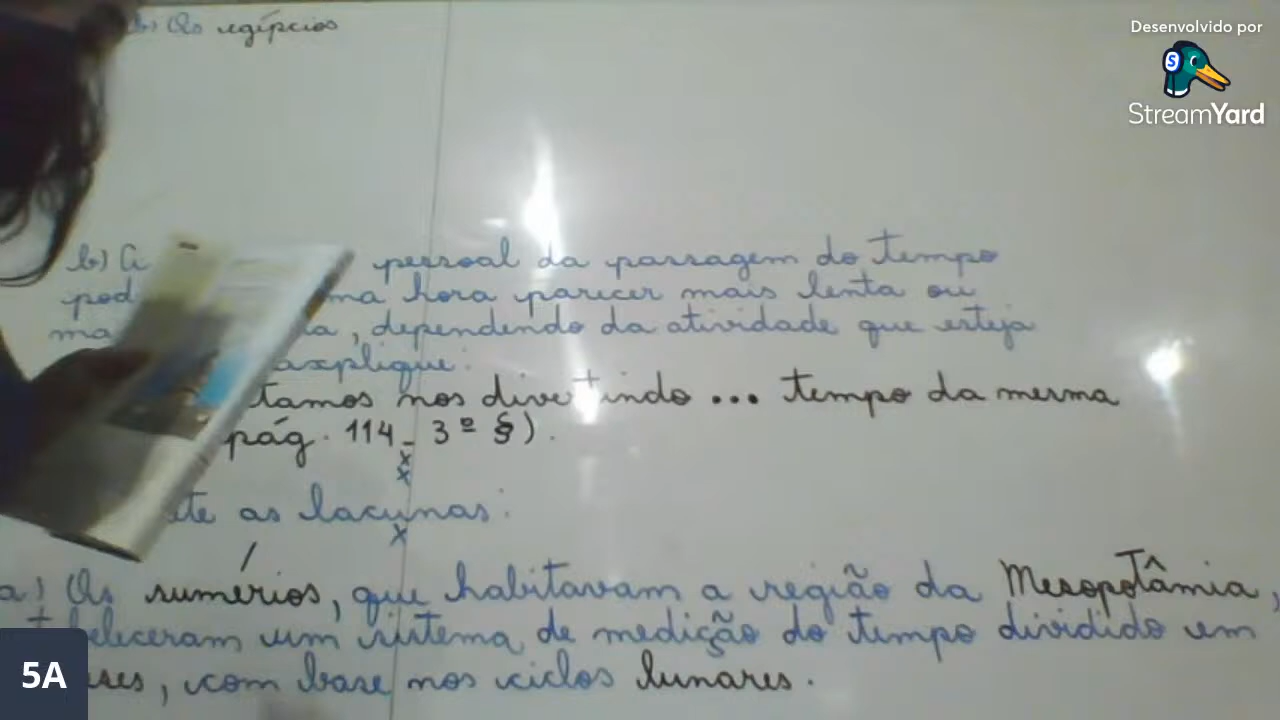 b) Os egípcios
Desenvolvido por
StreamYard
b) A pessoal da passagem do tempo
pod ma hora parecer mais lenta ou
ma a, dependendo da atividade que esteja
explique:
tamos nos divertindo ... tempo da mesma
pág. 114 - 3º §).
te as lacunas:
a) Os sumérios, que habitavam a região da Mesopotâmia,
beleceram um sistema de medição do tempo dividido em
ses, com base nos ciclos lunares.
5A